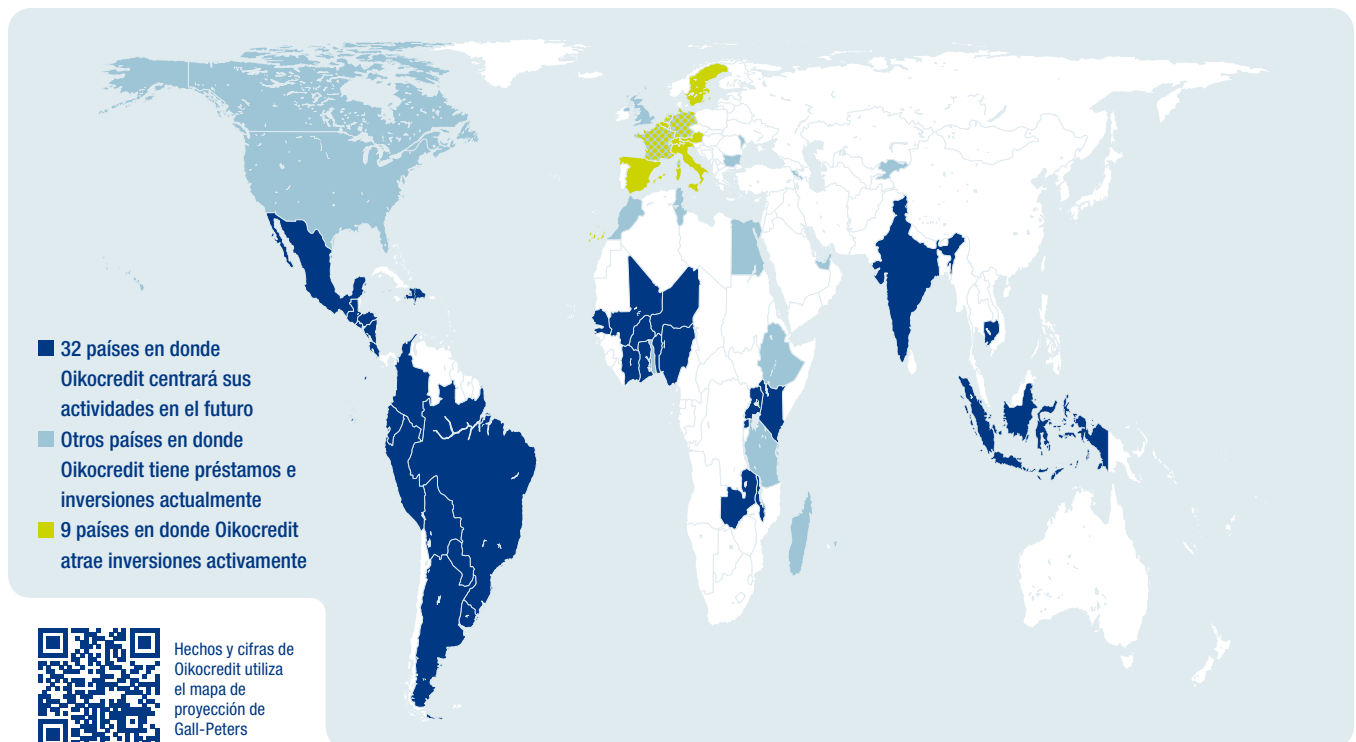 32 países en donde
Oikocredit centrará sus
actividades en el futuro
Otros países en donde
Oikocredit tiene préstamos e
inversiones actualmente
9 países en donde Oikocredit
atrae inversiones activamente
Hechos y cifras de
Oikocredit utiliza
el mapa de
proyección de
Gall-Peters